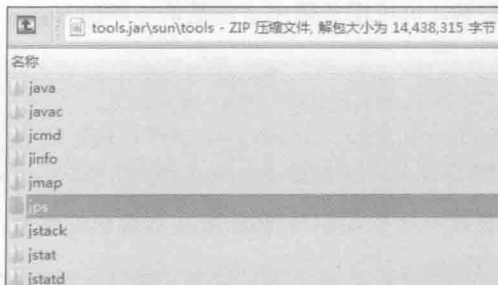 tools.jar\sun\tools - ZIP 压缩文件, 解包大小为 14,438,315 字节
名称
java
javac
jcmd
jinfo
jmap
jps
jstack
jstat
jstatd